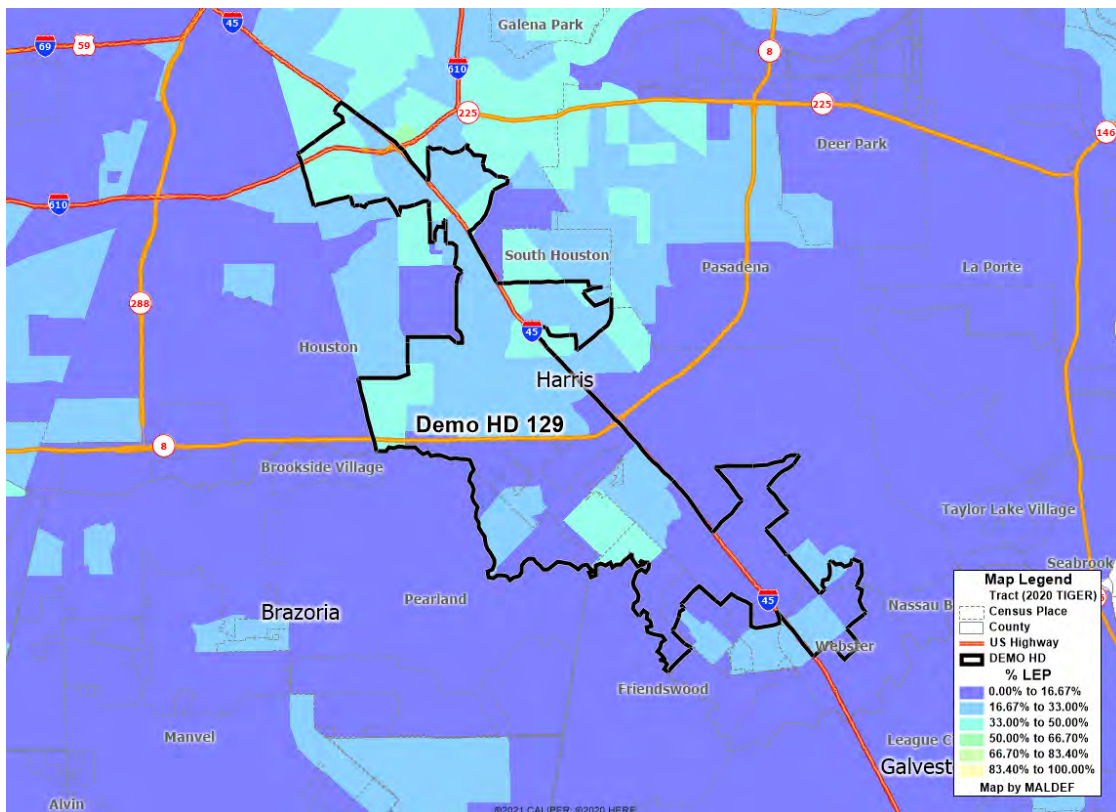 Galena Park
45
69
59
610
8
225
225
146
Deer Park
610
South Houston
Pasadena
La Porte
288
45
Houston
Harris
Demo HD 129
8
Brookside Village
Taylor Lake Village
Seabrook
Pearland
Brazoria
45
Nassau B
Webster
Friendswood
Manvel
League C
Galvest
Alvin
Map Legend
Tract (2020 TIGER)
Census Place
County
US Highway
DEMO HD
% LEP
0.00% to 16.67%
16.67% to 33.00%
33.00% to 50.00%
50.00% to 66.70%
66.70% to 83.40%
83.40% to 100.00%
Map by MALDEF
©2021 CALIPER; ©2020 HERE